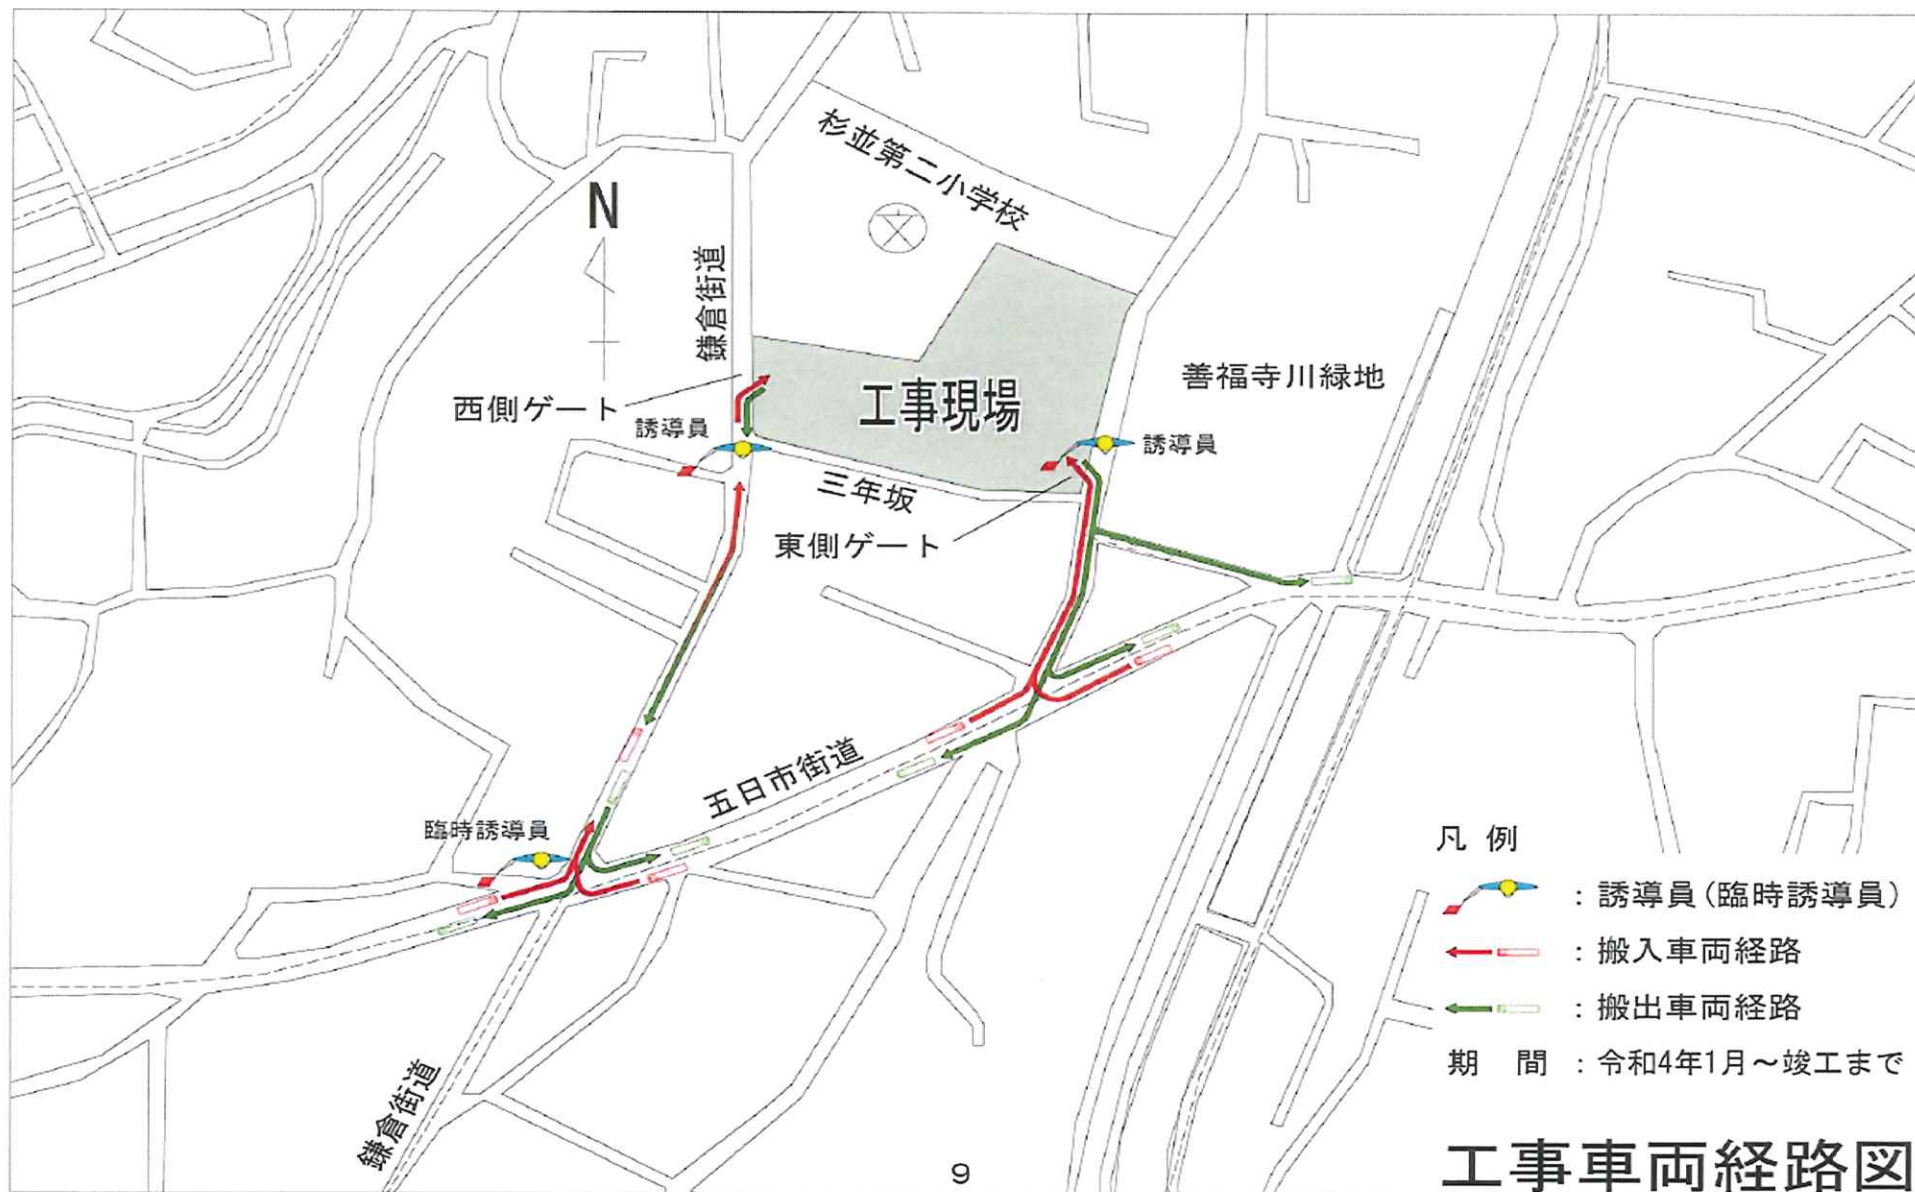 杉並第二小学校
N
鎌倉街道
善福寺川緑地
工事現場
西側ゲート
誘導員
誘導員
三年坂
東側ゲート
五日市街道
臨時誘導員
鎌倉街道
凡 例
：誘導員(臨時誘導員)
：搬入車両経路
：搬出車両経路
期 間 ：令和4年1月～竣工まで
9
工事車両経路図